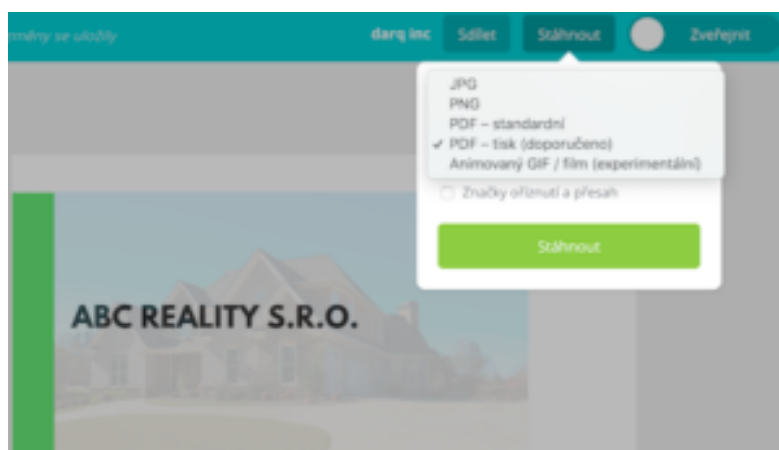 změny se uložily
darq inc
Sdílet
Stáhnout
Zveřejnit
JPG
PNG
PDF – standardní
✓ PDF – tisk (doporučeno)
Animovaný GIF / film (experimentální)
Značky oříznutí a přesah
Stáhnout
ABC REALITY S.R.O.